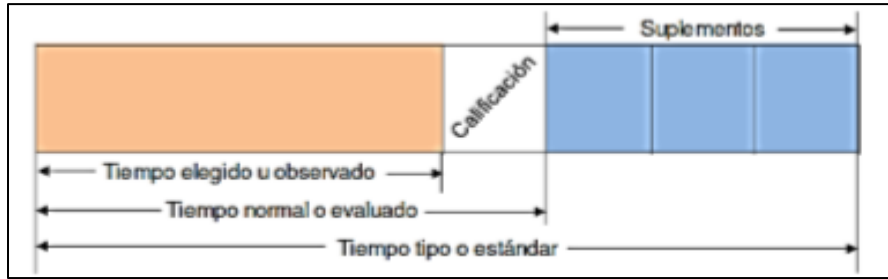 Suplementos
Calificación
Tiempo elegido u observado
Tiempo normal o evaluado
Tiempo tipo o estándar